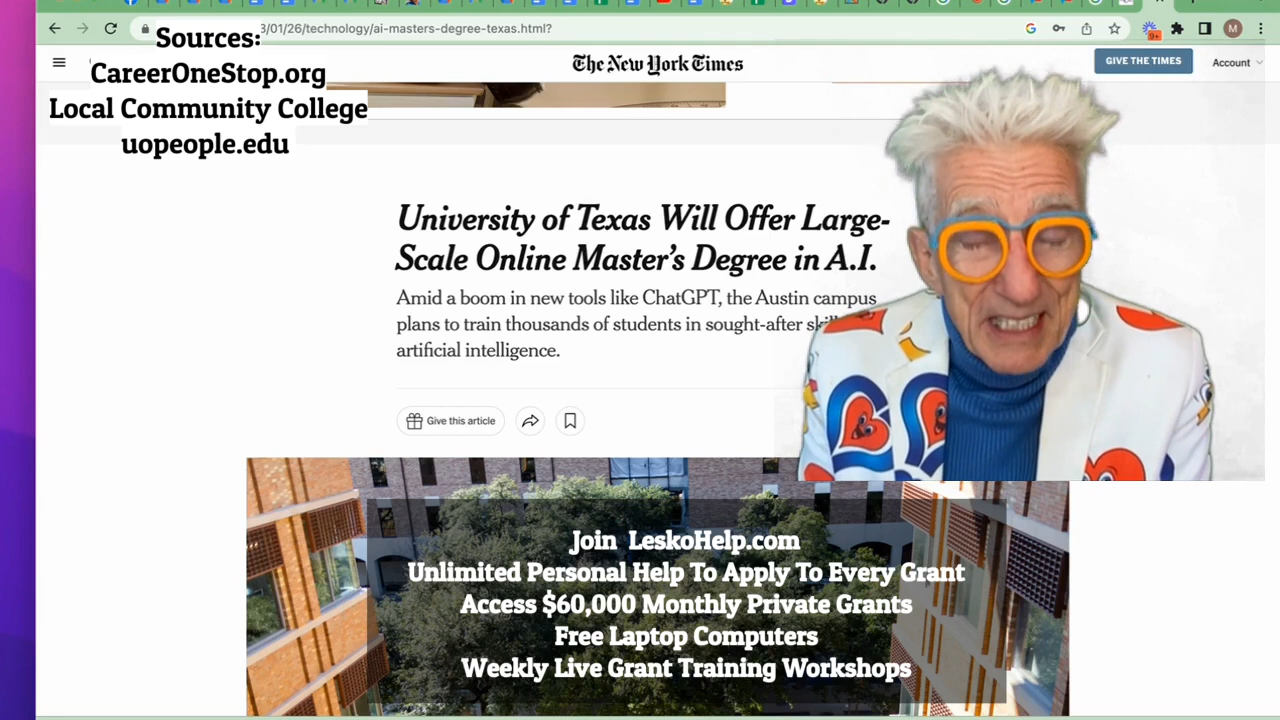 3/01/26/technology/ai-masters-degree-texas.html?
9+
M
Sources:
CareerOneStop.org
Local Community College
uopeople.edu
The New York Times
GIVE THE TIMES
Account
University of Texas Will Offer Large-
Scale Online Master's Degree in A.I.
Amid a boom in new tools like ChatGPT, the Austin campus
plans to train thousands of students in sought-after
artificial intelligence.
Give this article
Join LeskoHelp.com
Unlimited Personal Help To Apply To Every Grant
Access $60,000 Monthly Private Grants
Free Laptop Computers
Weekly Live Grant Training Workshops